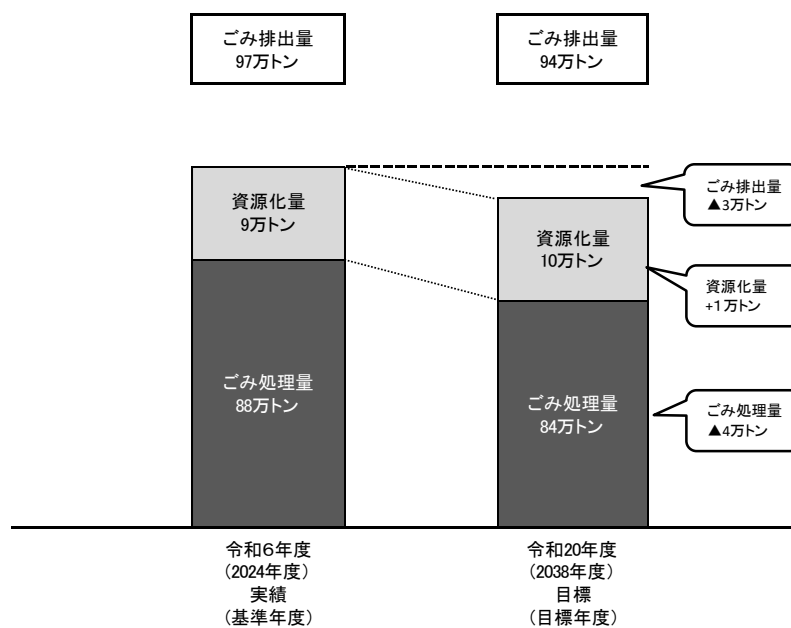 ごみ排出量
97万トン
ごみ排出量
94万トン
資源化量
9万トン
ごみ処理量
88万トン
資源化量
10万トン
ごみ処理量
84万トン
ごみ排出量
▲3万トン
資源化量
+1万トン
ごみ処理量
▲4万トン
令和6年度
（2024年度）
実績
（基準年度）
令和20年度
（2038年度）
目標
（目標年度）